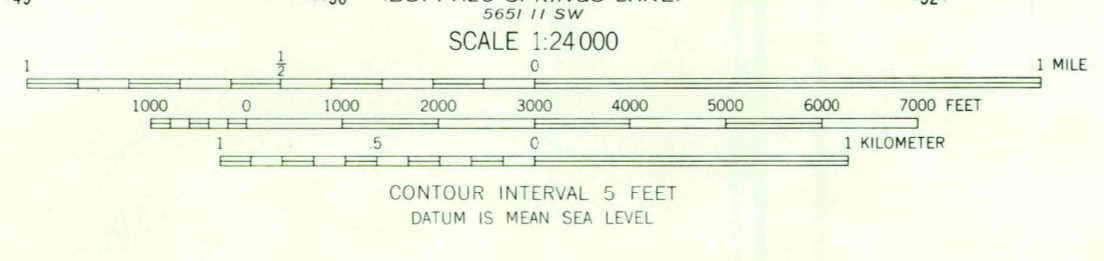 5651 II SW
SCALE 1:24 000
1 1/2 0 1 MILE
1000 0 1000 2000 3000 4000 5000 6000 7000 FEET
1 .5 0 1 KILOMETER
CONTOUR INTERVAL 5 FEET
DATUM IS MEAN SEA LEVEL